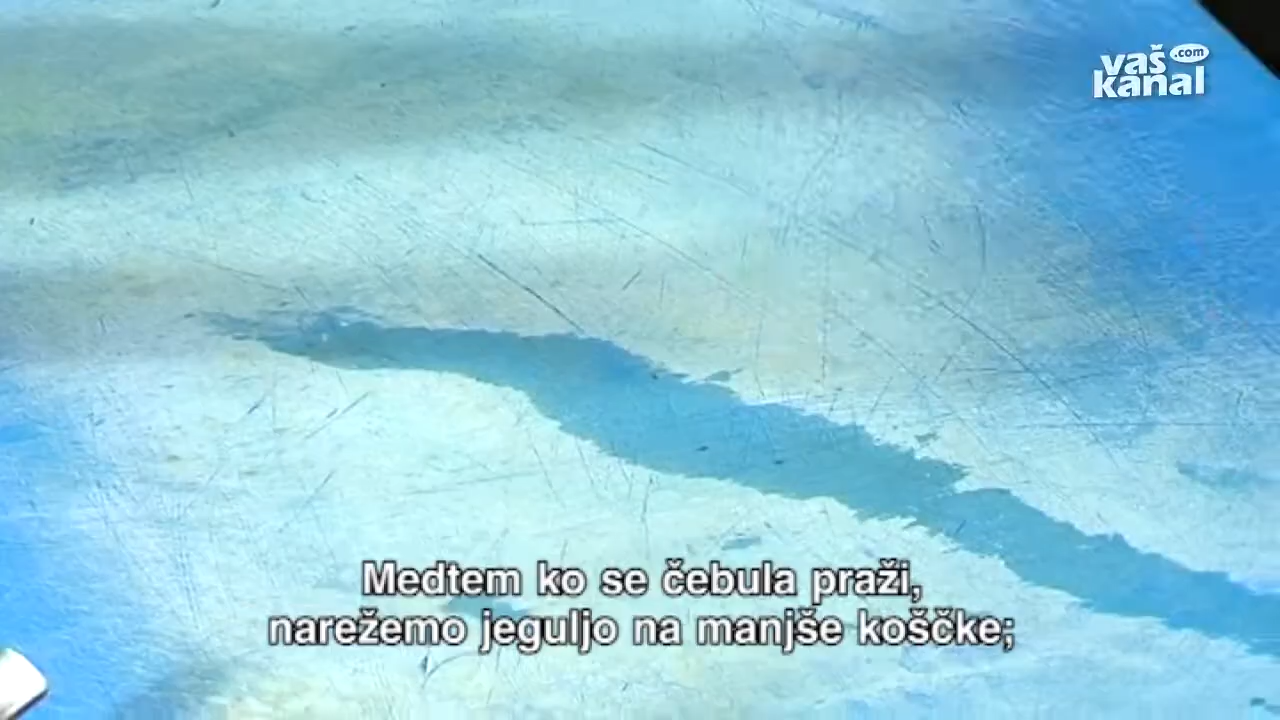 vaš .com
kanal
Medtem ko se čebula praži,
narežemo jeguljo na manjše koščke;